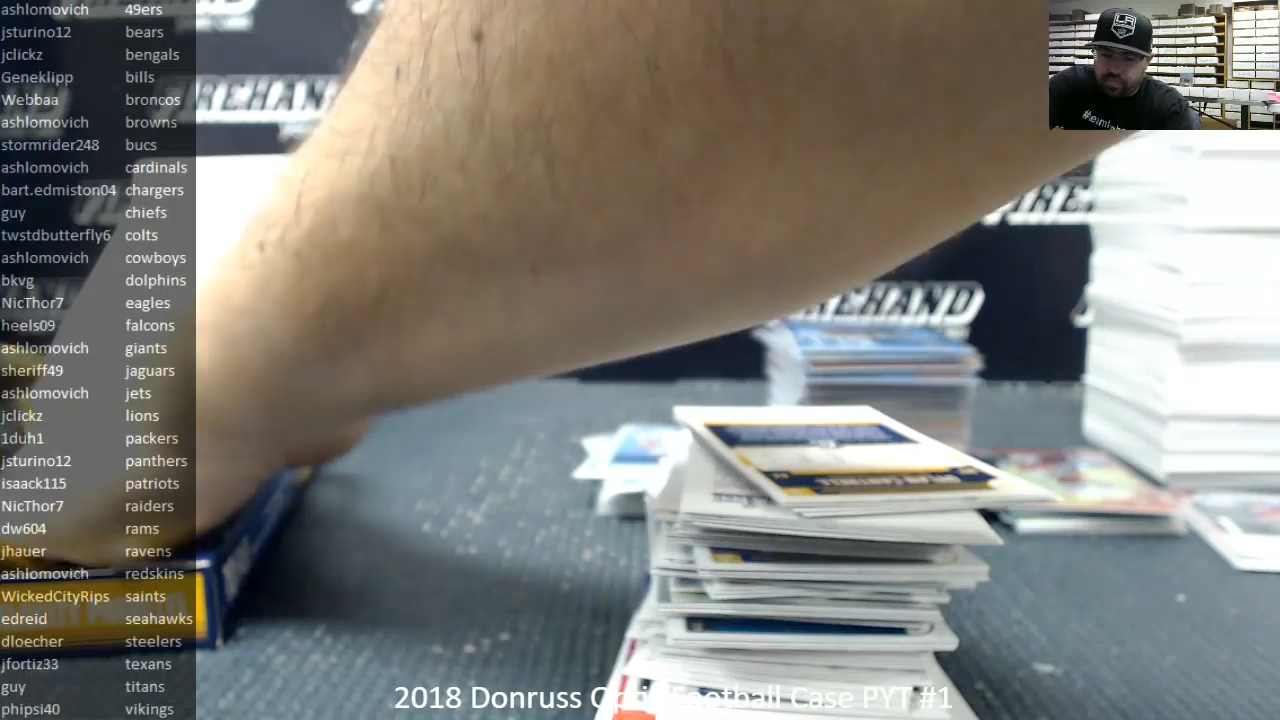 ashlomovich 49ers
jsturino12 bears
jclickz bengals
Geneklipp bills
Webbaa broncos
ashlomovich browns
stormrider248 bucs
ashlomovich cardinals
bart.edmiston04 chargers
guy chiefs
twstdbutterfly6 colts
ashlomovich cowboys
bkvg dolphins
NicThor7 eagles
heels09 falcons
ashlomovich giants
sheriff49 jaguars
ashlomovich jets
jclickz lions
1duh1 packers
jsturino12 panthers
isaack115 patriots
NicThor7 raiders
dw604 rams
jhauer ravens
ashlomovich redskins
WickedCityRips saints
edreid seahawks
dloecher steelers
jfortiz33 texans
guy titans
phipsi40 vikings
2018 Donruss Optic Football Case PYT #1